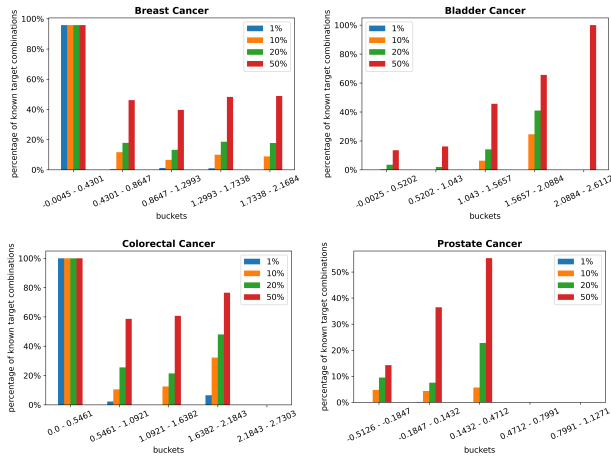 Breast Cancer
percentage of known target combinations
100%
80%
60%
40%
20%
0%
1%
10%
20%
50%
-0.0045 - 0.4301
0.4301 - 0.8647
0.8647 - 1.2993
1.2993 - 1.7338
1.7338 - 2.1684
buckets
Bladder Cancer
percentage of known target combinations
100%
80%
60%
40%
20%
0%
1%
10%
20%
50%
-0.0025 - 0.5202
0.5202 - 1.043
1.043 - 1.5657
1.5657 - 2.0884
2.0884 - 2.6112
buckets
Colorectal Cancer
percentage of known target combinations
100%
80%
60%
40%
20%
0%
1%
10%
20%
50%
0.0 - 0.5461
0.5461 - 1.0921
1.0921 - 1.6382
1.6382 - 2.1843
2.1843 - 2.7303
buckets
Prostate Cancer
percentage of known target combinations
50%
40%
30%
20%
10%
0%
1%
10%
20%
50%
-0.5126 - -0.1847
-0.1847 - 0.1432
0.1432 - 0.4712
0.4712 - 0.7991
0.7991 - 1.1271
buckets